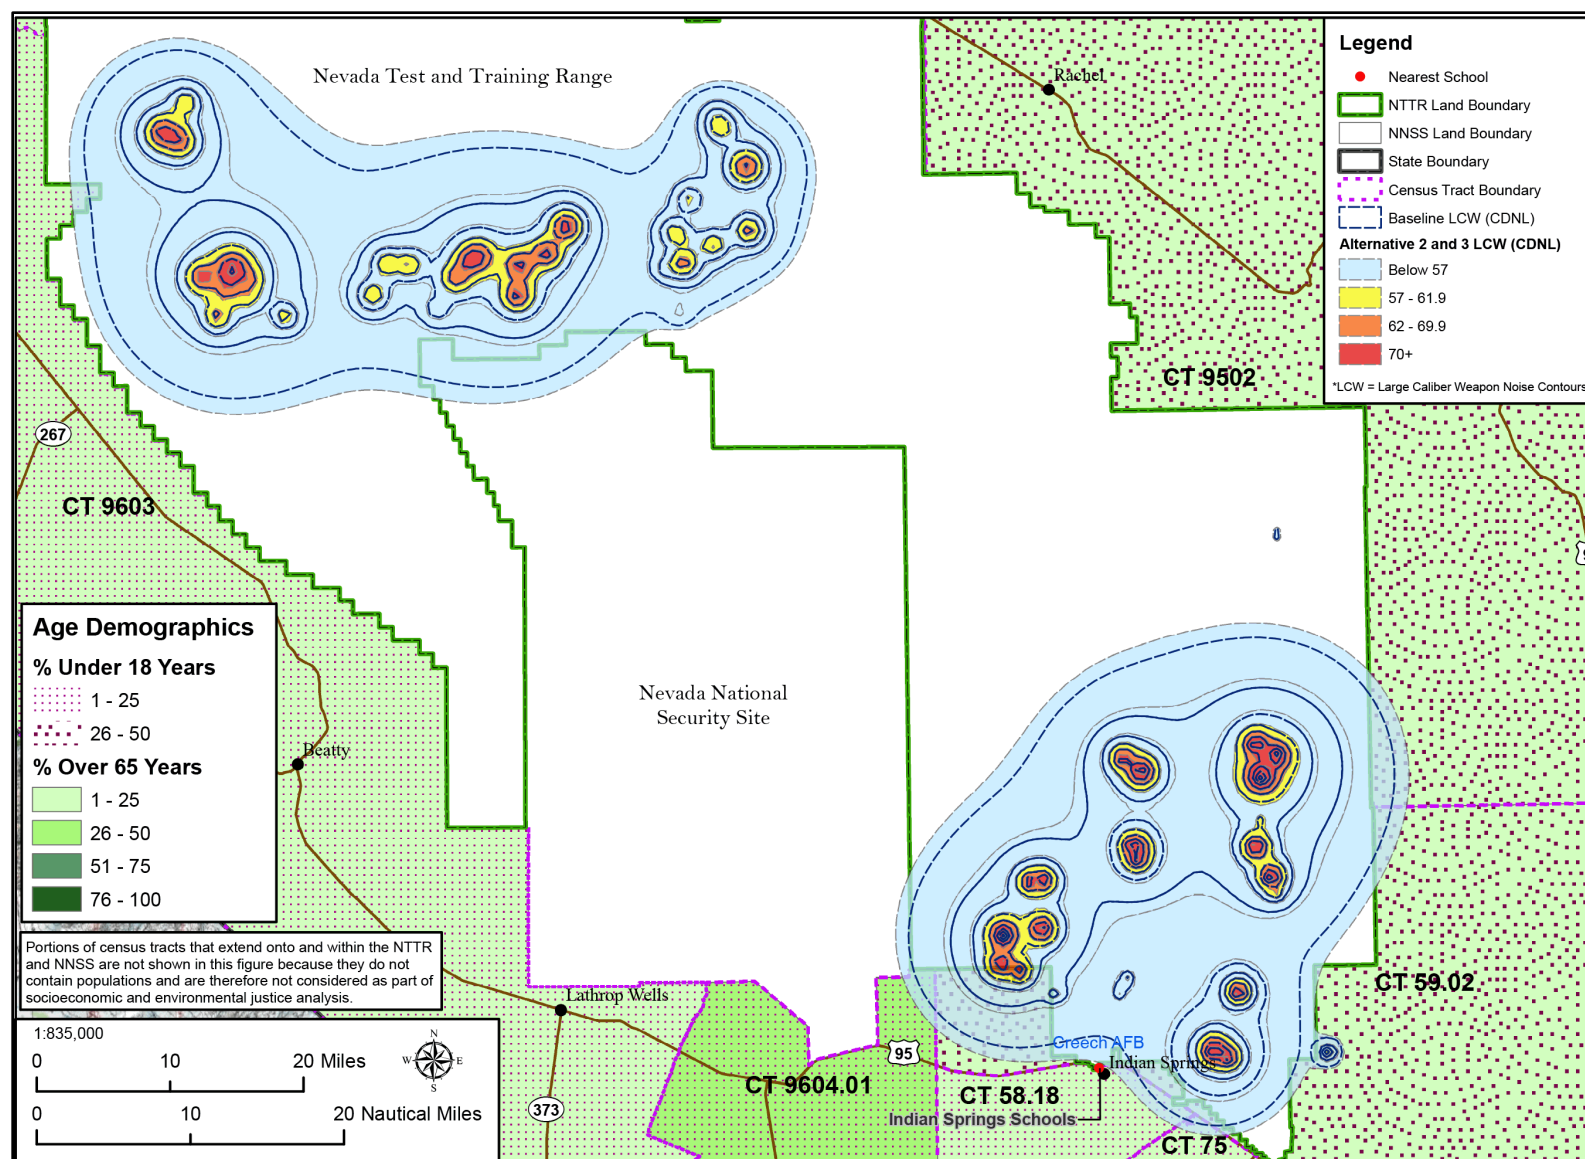 Nevada Test and Training Range
Rachel
Legend
Nearest School
NTTR Land Boundary
NNSS Land Boundary
State Boundary
Census Tract Boundary
Baseline LCW (CDNL)
Alternative 2 and 3 LCW (CDNL)
Below 57
57 - 61.9
62 - 69.9
70+
*LCW = Large Caliber Weapon Noise Contours
CT 9502
267
CT 9603
Age Demographics
% Under 18 Years
1 - 25
26 - 50
% Over 65 Years
1 - 25
26 - 50
51 - 75
76 - 100
Beatty
Nevada National
Security Site
Portions of census tracts that extend onto and within the NTTR
and NNSS are not shown in this figure because they do not
contain populations and are therefore not considered as part of
socioeconomic and environmental justice analysis.
Lathrop Wells
CT 59.02
1:835,000
0 10 20 Miles
0 10 20 Nautical Miles
N
W E
S
373
95
CT 9604.01
Creech AFB
Indian Springs
CT 58.18
Indian Springs Schools
CT 75